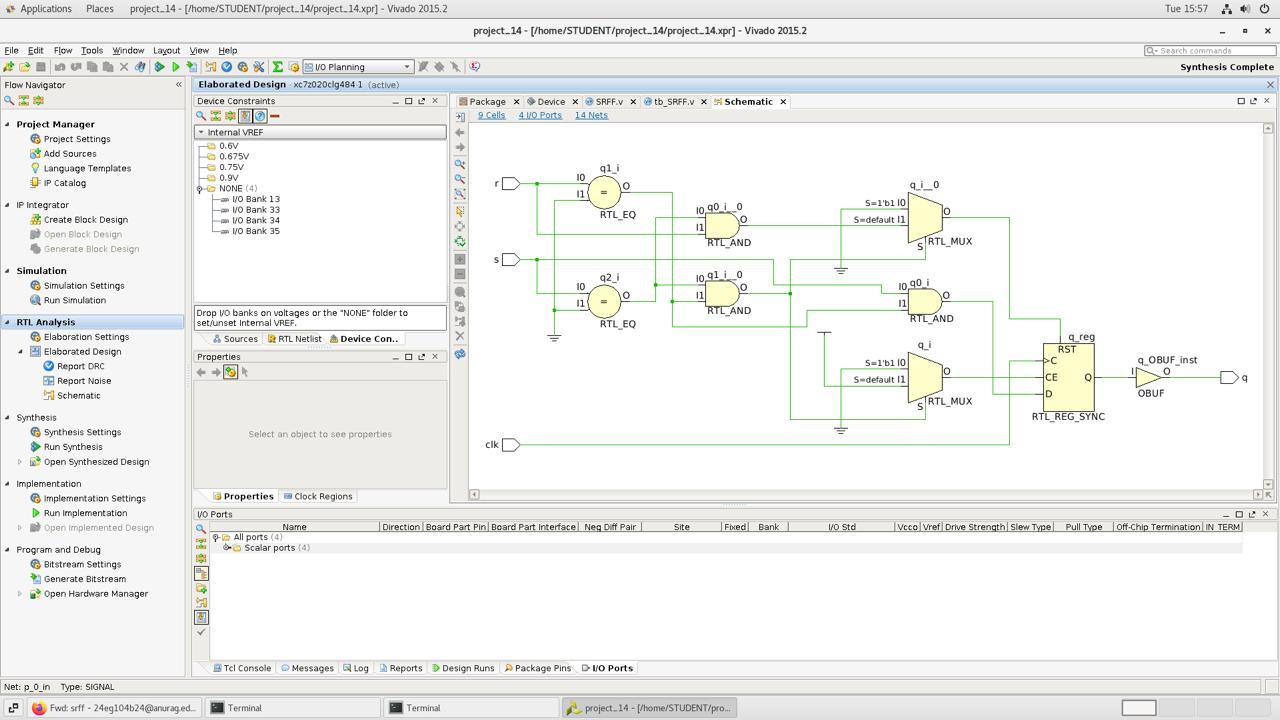 Applications Places project_14 - [/home/STUDENT/project_14/project_14.xpr] - Vivado 2015.2 Tue 15:57
project_14 - [/home/STUDENT/project_14/project_14.xpr] - Vivado 2015.2
File Edit Flow Tools Window Layout View Help
Search commands
I/O Planning
Synthesis Complete
Flow Navigator
Project Manager
Project Settings
Add Sources
Language Templates
IP Catalog
IP Integrator
Create Block Design
Open Block Design
Generate Block Design
Simulation
Simulation Settings
Run Simulation
RTL Analysis
Elaboration Settings
Elaborated Design
Report DRC
Report Noise
Schematic
Synthesis
Synthesis Settings
Run Synthesis
Open Synthesized Design
Implementation
Implementation Settings
Run Implementation
Open Implemented Design
Program and Debug
Bitstream Settings
Generate Bitstream
Open Hardware Manager
Elaborated Design - xc7z020clg484-1 (active)
Device Constraints
Internal VREF
0.6V
0.675V
0.75V
0.9V
NONE (4)
I/O Bank 13
I/O Bank 33
I/O Bank 34
I/O Bank 35
Drop I/O banks on voltages or the "NONE" folder to
set/unset Internal VREF.
Sources RTL Netlist Device Con..
Properties
Select an object to see properties
Properties Clock Regions
Package Device SRFF.v tb_SRFF.v Schematic
9 Cells 4 I/O Ports 14 Nets
r
s
clk
q1_i
I0
I1
=
O
RTL_EQ
q2_i
I0
I1
=
O
RTL_EQ
q0_i__0
I0
I1
O
RTL_AND
q1_i__0
I0
I1
O
RTL_AND
q_i__0
S=1'b1 I0
S=default I1
O
S
RTL_MUX
q0_i
I0
I1
O
RTL_AND
q_i
S=1'b1 I0
S=default I1
O
S
RTL_MUX
q_reg
RST
C
CE
D
Q
RTL_REG_SYNC
q_OBUF_inst
I
O
OBUF
q
I/O Ports
Name Direction Board Part Pin Board Part Interface Neg Diff Pair Site Fixed Bank I/O Std Vcco Vref Drive Strength Slew Type Pull Type Off-Chip Termination IN_TERM
All ports (4)
Scalar ports (4)
Tcl Console Messages Log Reports Design Runs Package Pins I/O Ports
Net: p_0_in Type: SIGNAL
Fwd: srff - 24eg104b24@anurag.ed... Terminal Terminal project_14 - [/home/STUDENT/pro...